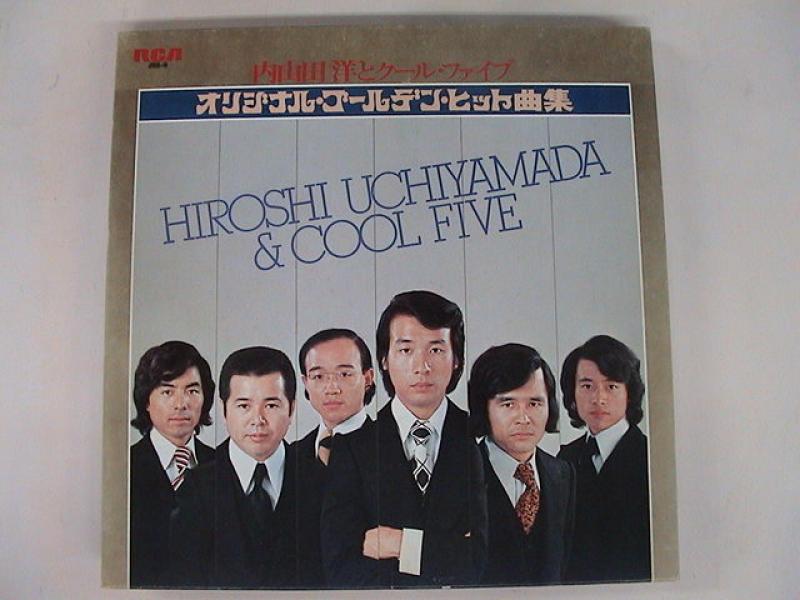 RCA
内山田洋とクール・ファイブ
オリジナル・ゴールデン・ヒット曲集
HIROSHI UCHIYAMADA
& COOL FIVE